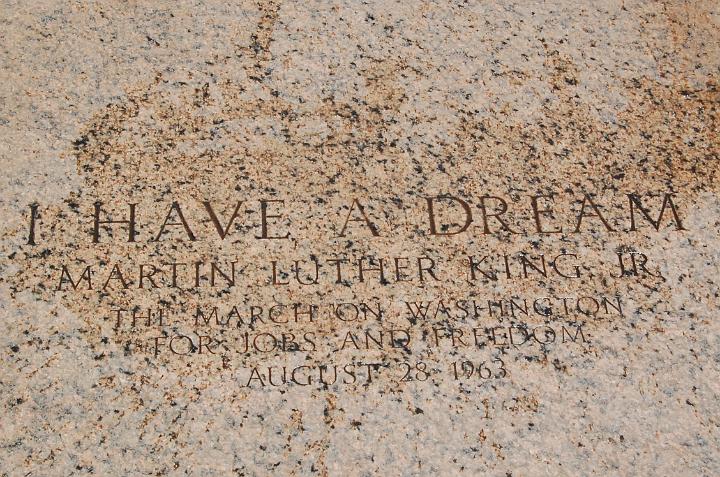 I HAVE A DREAM
MARTIN LUTHER KING JR.
THE MARCH ON WASHINGTON
FOR JOBS AND FREEDOM
AUGUST 28 1963